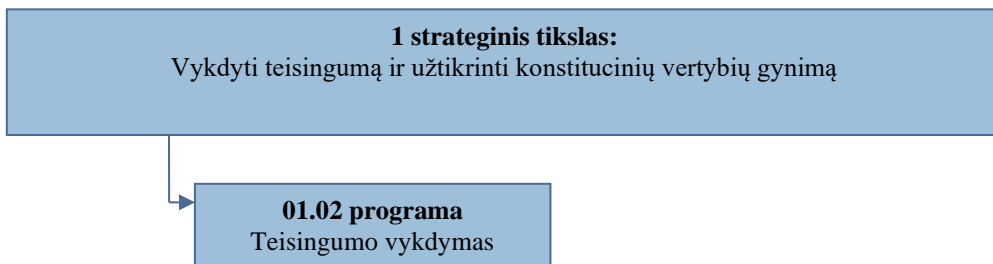 1 strateginis tikslas:
Vykdyti teisingumą ir užtikrinti konstitucinių vertybių gynimą
01.02 programa
Teisingumo vykdymas